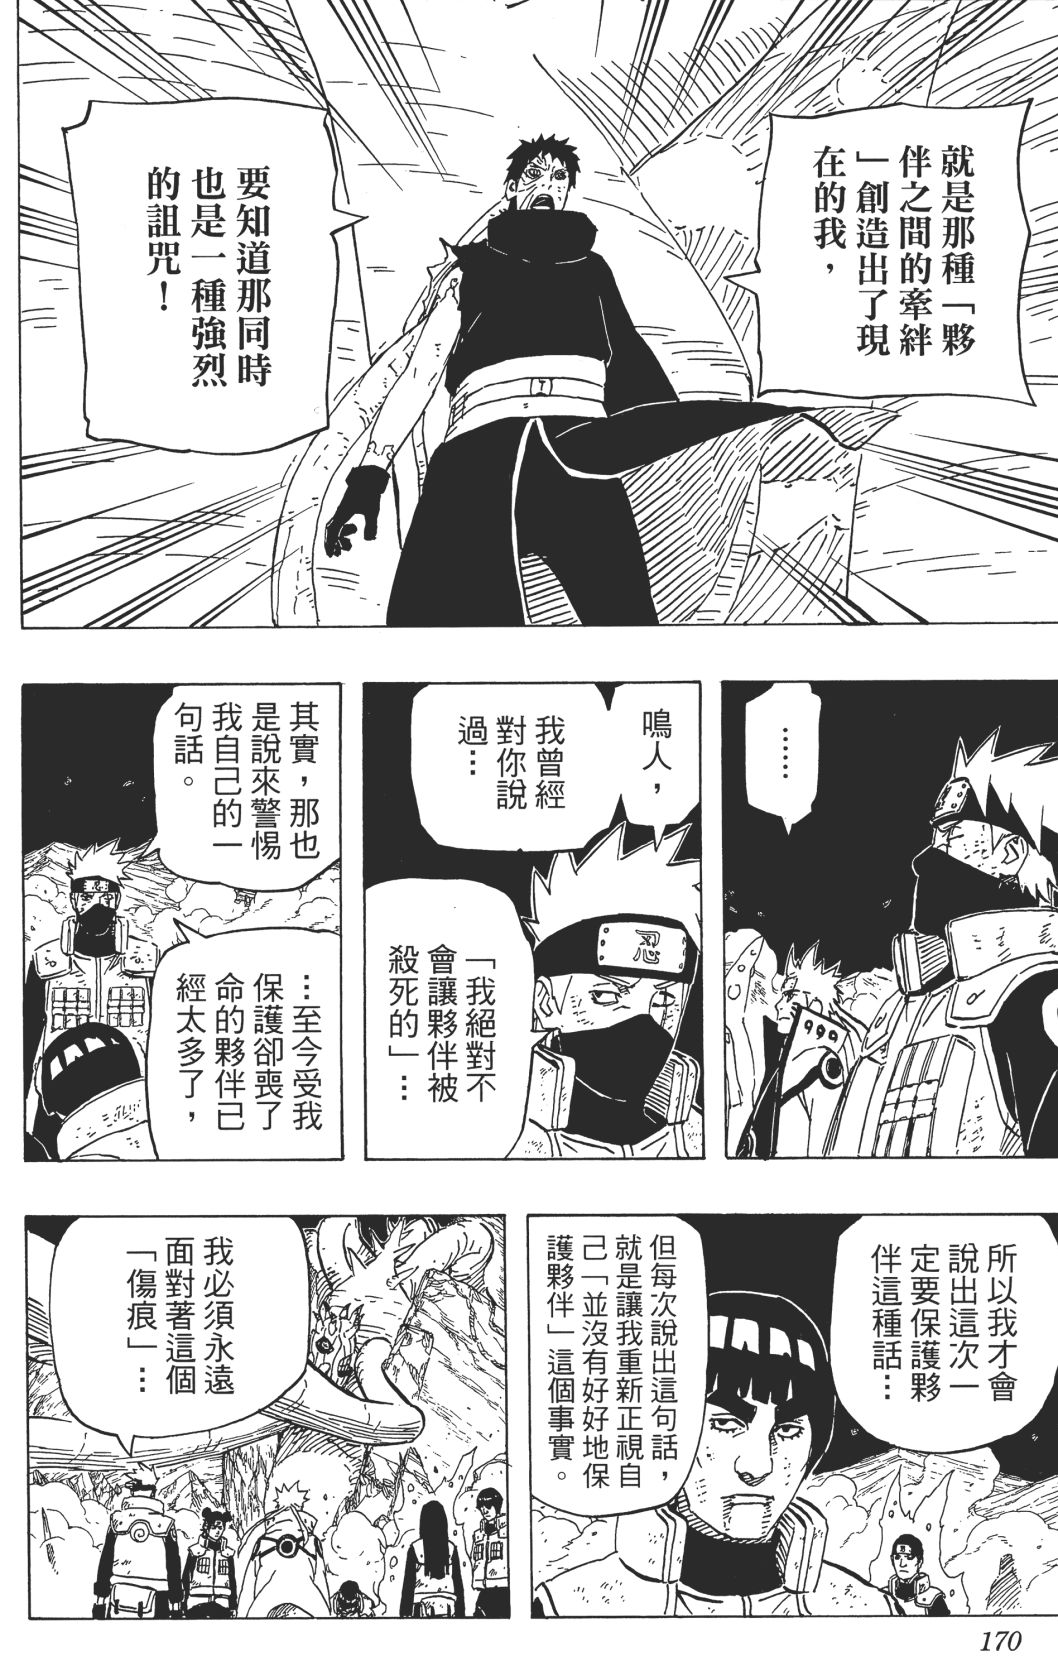 就是那種「夥
伴之間的牽絆
」創造出了現
在的我，
要知道那同時
也是一種強烈
的詛咒！
……
鳴人，
我曾經
對你說
過…
「我絕對不
會讓夥伴被
殺死的」…
忍
其實，那也
是說來警惕
我自己的一
句話。
…至今受我
保護卻喪了
命的夥伴已
經太多了，
所以我才會
說出這次一
定要保護夥
伴這種話…
但每次說出這句話，
就是讓我重新正視自
己「並沒有好好地保
護夥伴」這個事實。
我必須永遠
面對著這個
「傷痕」…
170